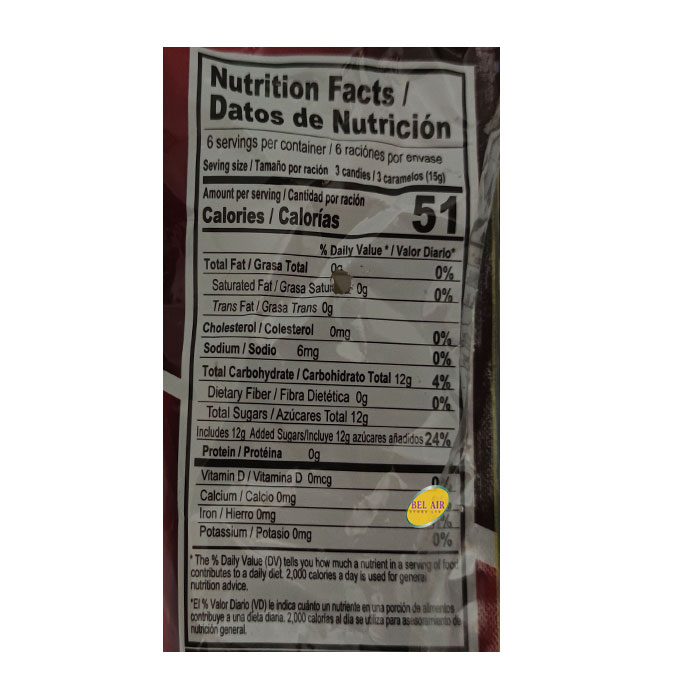 Nutrition Facts /
Datos de Nutrición
6 servings per container / 6 raciónes por envase
Seving size / Tamaño por ración 3 candies / 3 caramelos (15g)
Amount per serving / Cantidad por ración
Calories / Calorías 51
% Daily Value * / Valor Diario*
Total Fat / Grasa Total 0g 0%
Saturated Fat / Grasa 0g 0%
Trans Fat / Grasa Trans 0g
Cholesterol / Colesterol 0mg 0%
Sodium / Sodio 6mg 0%
Total Carbohydrate / Carbohidrato Total 12g 4%
Dietary Fiber / Fibra Dietética 0g 0%
Total Sugars / Azúcares Total 12g
Includes 12g Added Sugars/Incluye 12g azúcares añadidos 24%
Protein / Protéina 0g
Vitamin D / Vitamina D 0mcg
Calcium / Calcio 0mg
BEL AIR
Iron / Hierro 0mg
Potassium / Potasio 0mg 0%
* The % Daily Value (DV) tells you how much a nutrient in a serving of food
contributes to a daily diet. 2,000 calories a day is used for general
nutrition advice.
*El % Valor Diario (VD) le indica cuánto un nutriente en una porción de alimentos
contribuye a una dieta diaria. 2,000 calorías al día se utiliza para asesoramiento de
nutrición general.